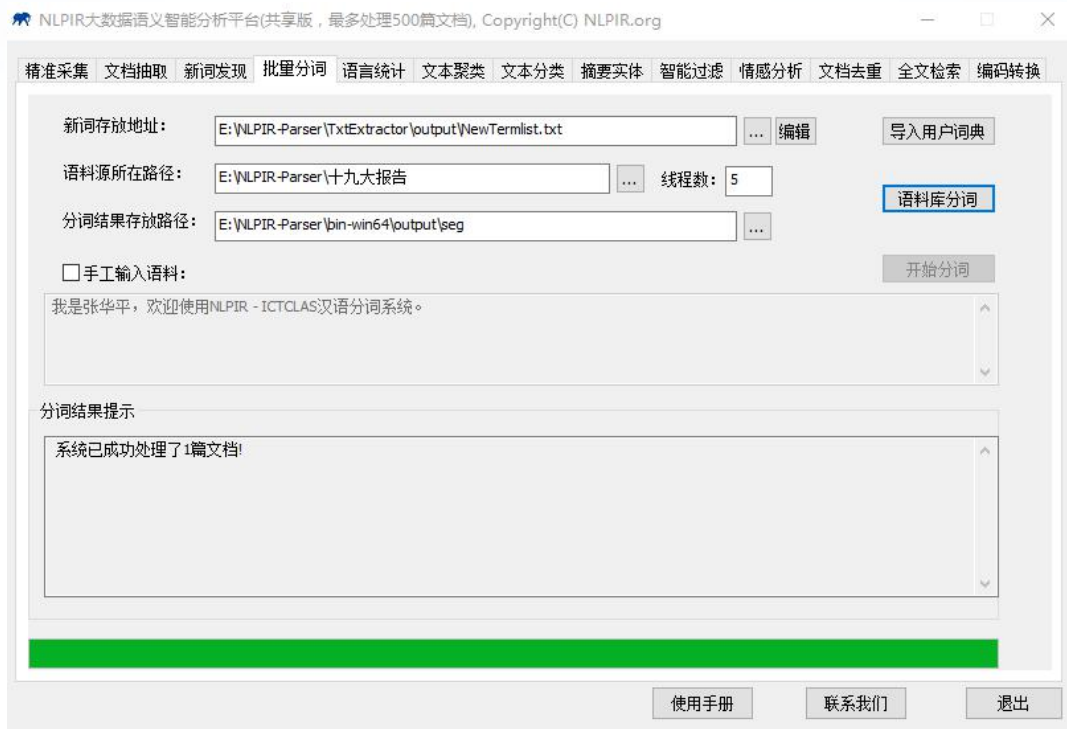 NLPIR大数据语义智能分析平台(共享版，最多处理500篇文档), Copyright(C) NLPIR.org
精准采集 文档抽取 新词发现 批量分词 语言统计 文本聚类 文本分类 摘要实体 智能过滤 情感分析 文档去重 全文检索 编码转换
新词存放地址： E:\NLPIR-Parser\TxtExtractor\output\NewTermlist.txt ... 编辑 导入用户词典
语料源所在路径： E:\NLPIR-Parser\十九大报告 ... 线程数： 5
语料库分词
分词结果存放路径： E:\NLPIR-Parser\bin-win64\output\seg ...
手工输入语料： 开始分词
我是张华平，欢迎使用NLPIR - ICTCLAS汉语分词系统。
分词结果提示
系统已成功处理了1篇文档!
使用手册 联系我们 退出